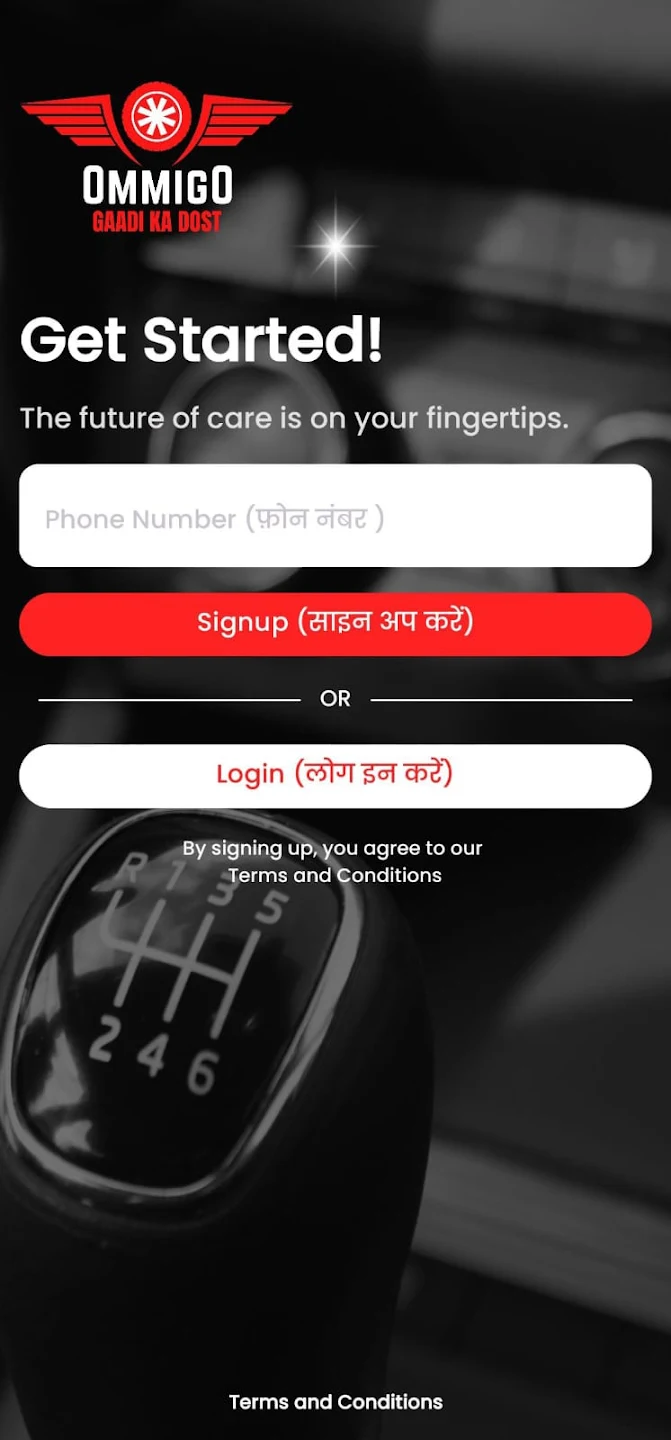 OMMIGO
GAADI KA DOST
Get Started!
The future of care is on your fingertips.
Phone Number (फ़ोन नंबर )
Signup (साइन अप करें)
OR
Login (लोग इन करें)
By signing up, you agree to our
Terms and Conditions
R 1 3 5
2 4 6
Terms and Conditions